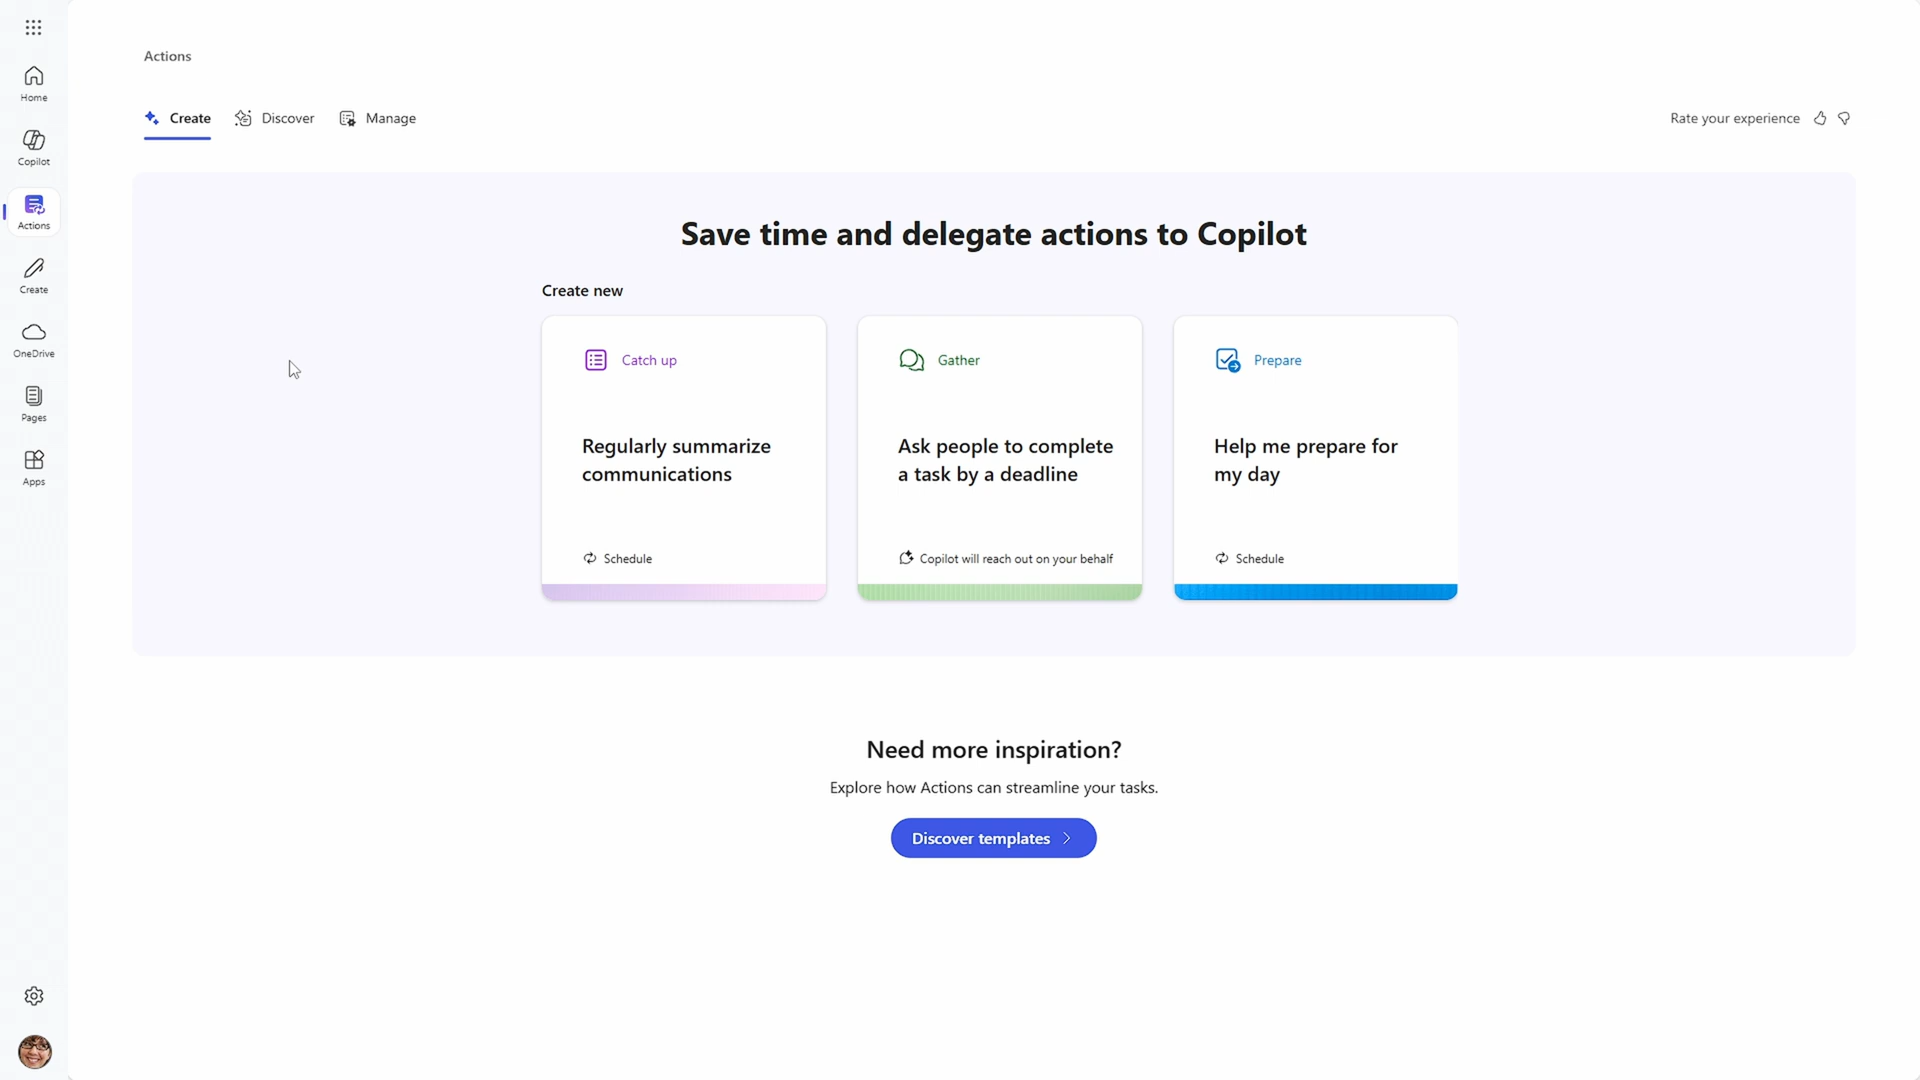 Actions
Home
Create
Discover
Manage
Rate your experience
Copilot
Actions
Save time and delegate actions to Copilot
Create
Create new
OneDrive
Catch up
Gather
Prepare
Pages
Regularly summarize
communications
Ask people to complete
a task by a deadline
Help me prepare for
my day
Apps
Schedule
Copilot will reach out on your behalf
Schedule
Need more inspiration?
Explore how Actions can streamline your tasks.
Discover templates